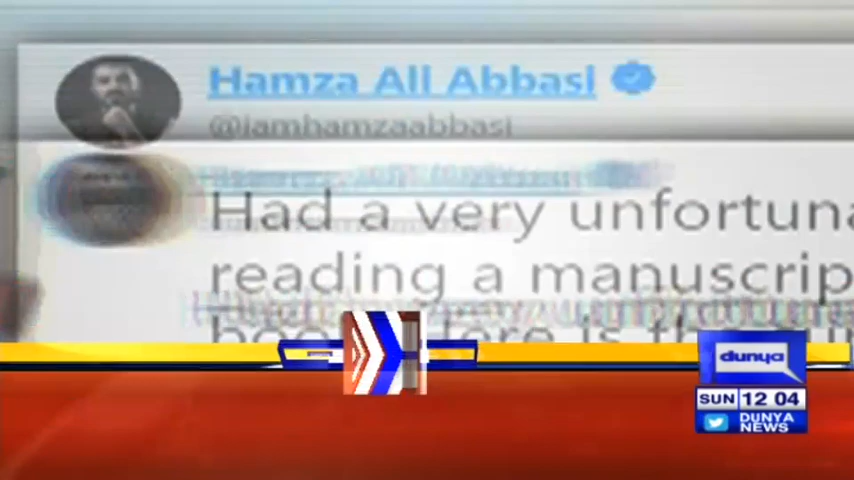 Hamza Ali Abbasi
@iamhamzaabbasi
Had a very unfortuna
reading a manuscrip
dunya
SUN 12 04
DUNYA
NEWS